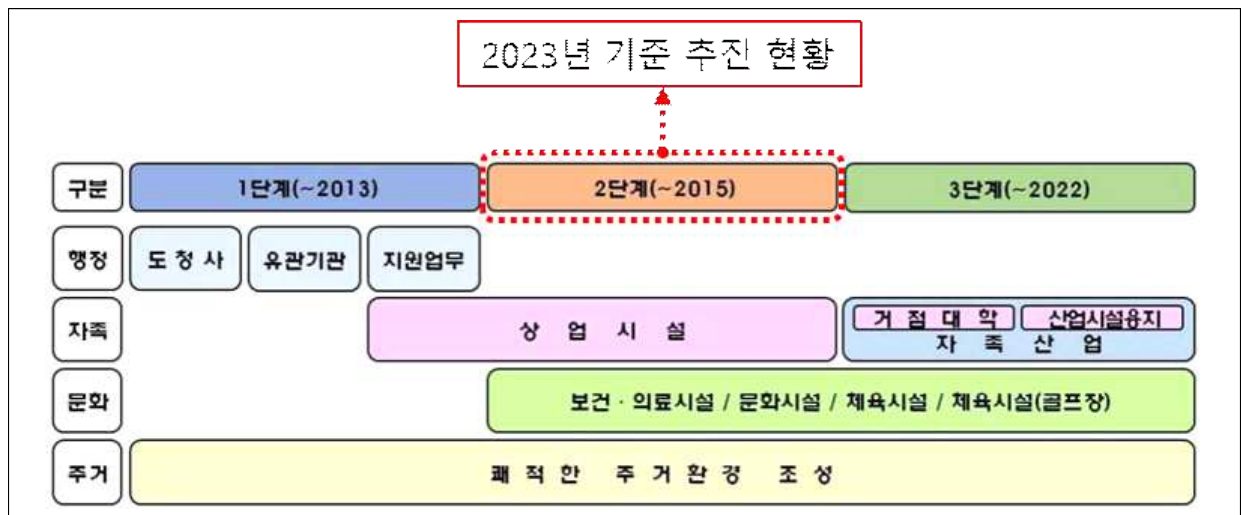 2023년 기준 추진 현황
구분 1단계(~2013) 2단계(~2015) 3단계(~2022)
행정 도 청 사 유관기관 지원업무
자족 상 업 시 설 거 점 대 학 산업시설용지
자 족 산 업
문화 보건 · 의료시설 / 문화시설 / 체육시설 / 체육시설(골프장)
주거 쾌 적 한 주 거 환 경 조 성